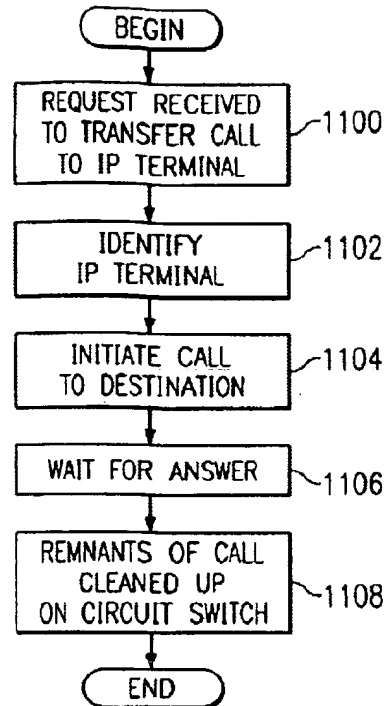 BEGIN
REQUEST RECEIVED
TO TRANSFER CALL
TO IP TERMINAL
1100
IDENTIFY
IP TERMINAL
1102
INITIATE CALL
TO DESTINATION
1104
WAIT FOR ANSWER
1106
REMNANTS OF CALL
CLEANED UP
ON CIRCUIT SWITCH
1108
END